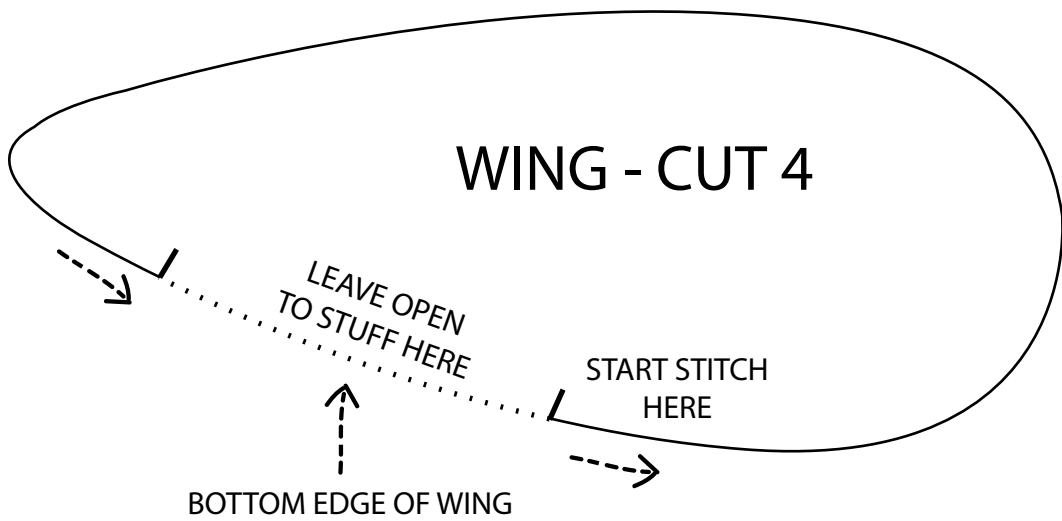 WING - CUT 4
LEAVE OPEN
TO STUFF HERE
START STITCH
HERE
BOTTOM EDGE OF WING